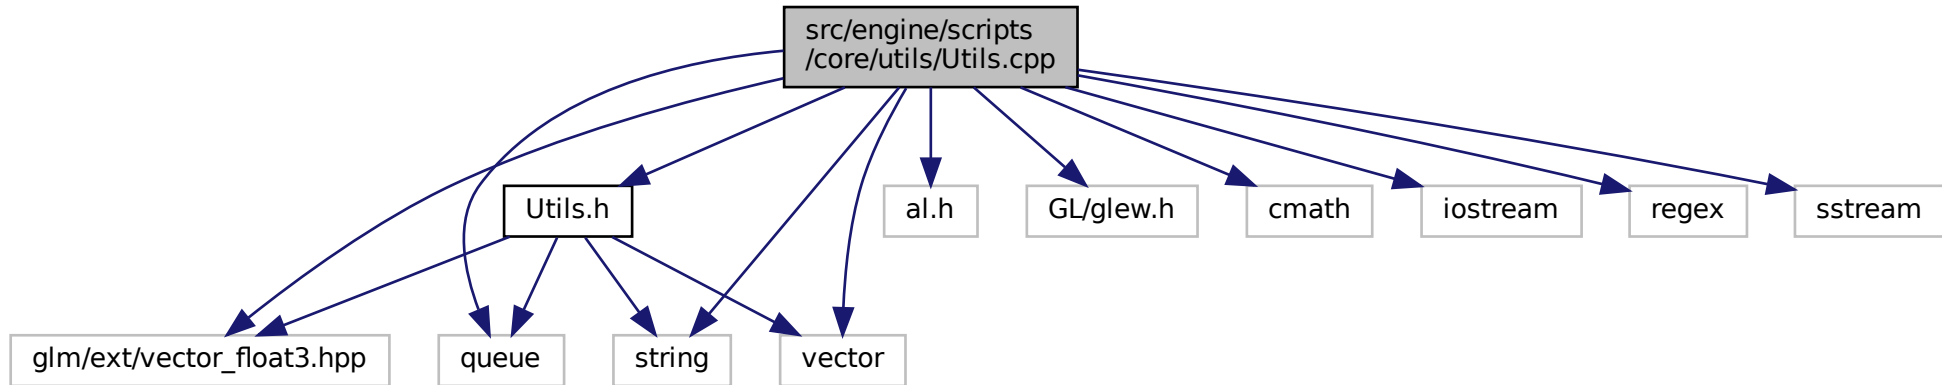 src/engine/scripts
/core/utils/Utils.cpp
Utils.h
al.h
GL/glew.h
cmath
iostream
regex
sstream
glm/ext/vector_float3.hpp
queue
string
vector